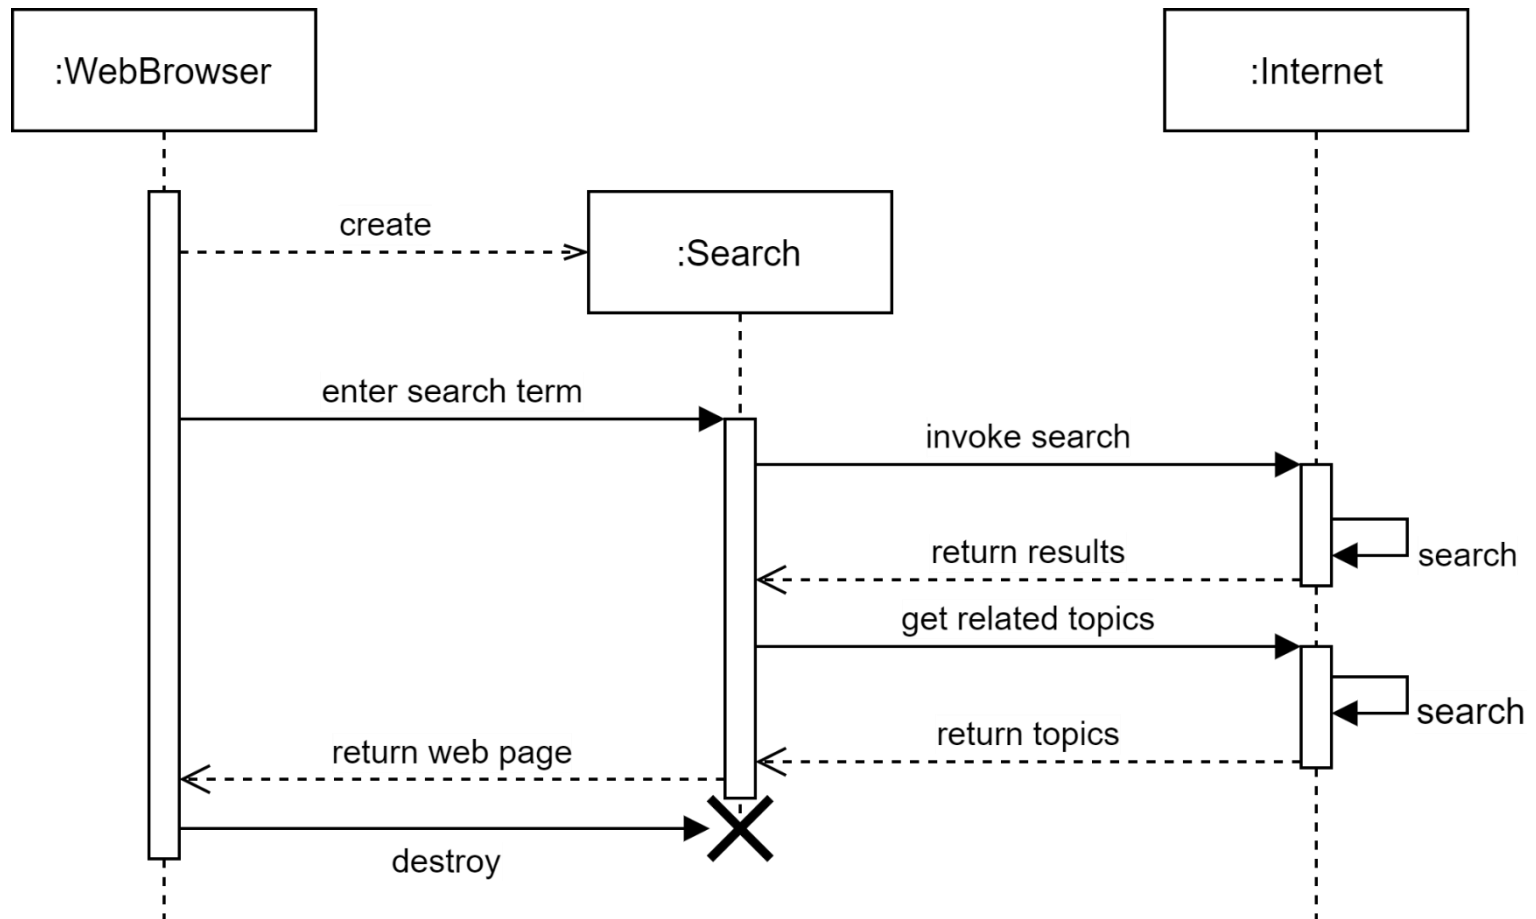 :WebBrowser
:Internet
create
:Search
enter search term
invoke search
return results
search
get related topics
search
return topics
return web page
destroy